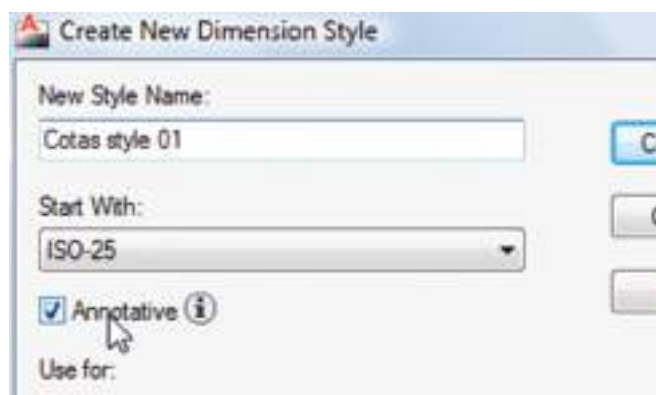 Create New Dimension Style
New Style Name:
Cotas style 01
Start With:
ISO-25
Annotative
Use for: